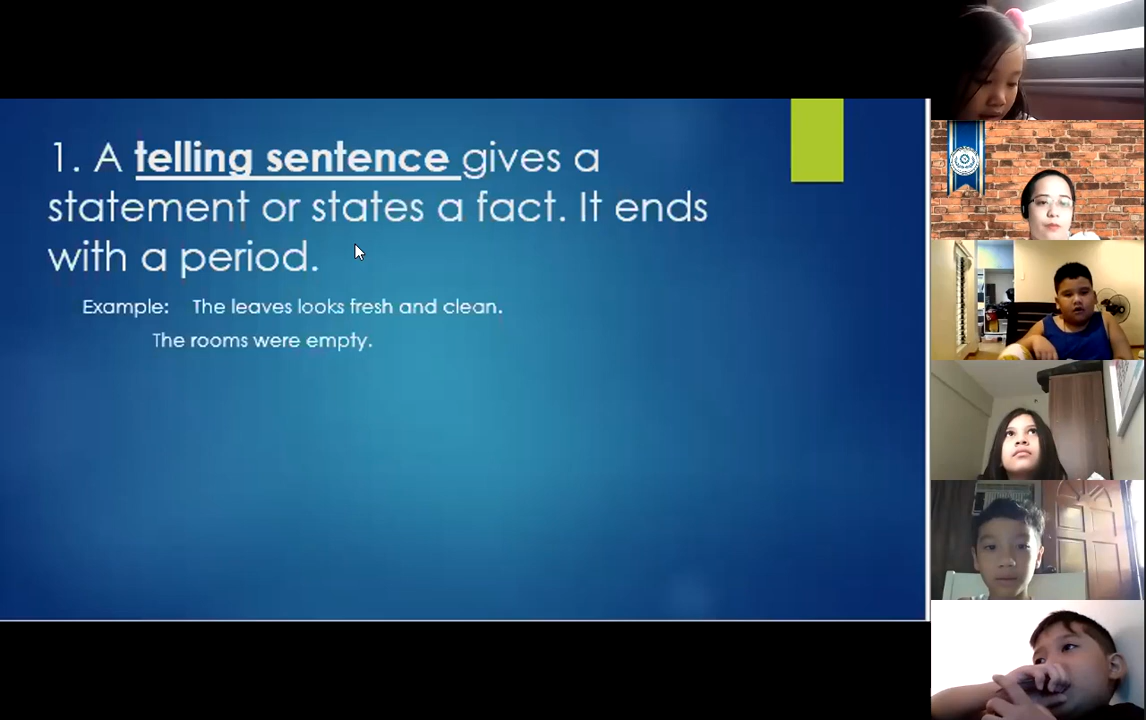 1. A telling sentence gives a
statement or states a fact. It ends
with a period.
Example: The leaves looks fresh and clean.
The rooms were empty.